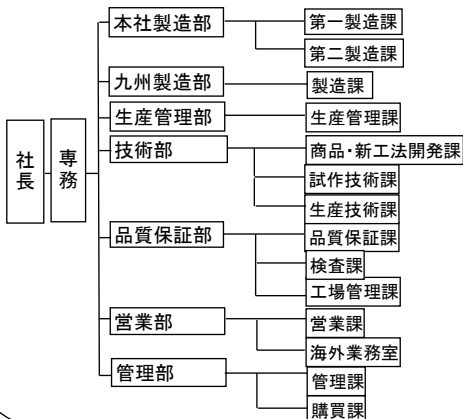 社長
専務
本社製造部
第一製造課
第二製造課
九州製造部
製造課
生産管理部
生産管理課
技術部
商品・新工法開発課
試作技術課
生産技術課
品質保証部
品質保証課
検査課
工場管理課
営業部
営業課
海外業務室
管理部
管理課
購買課